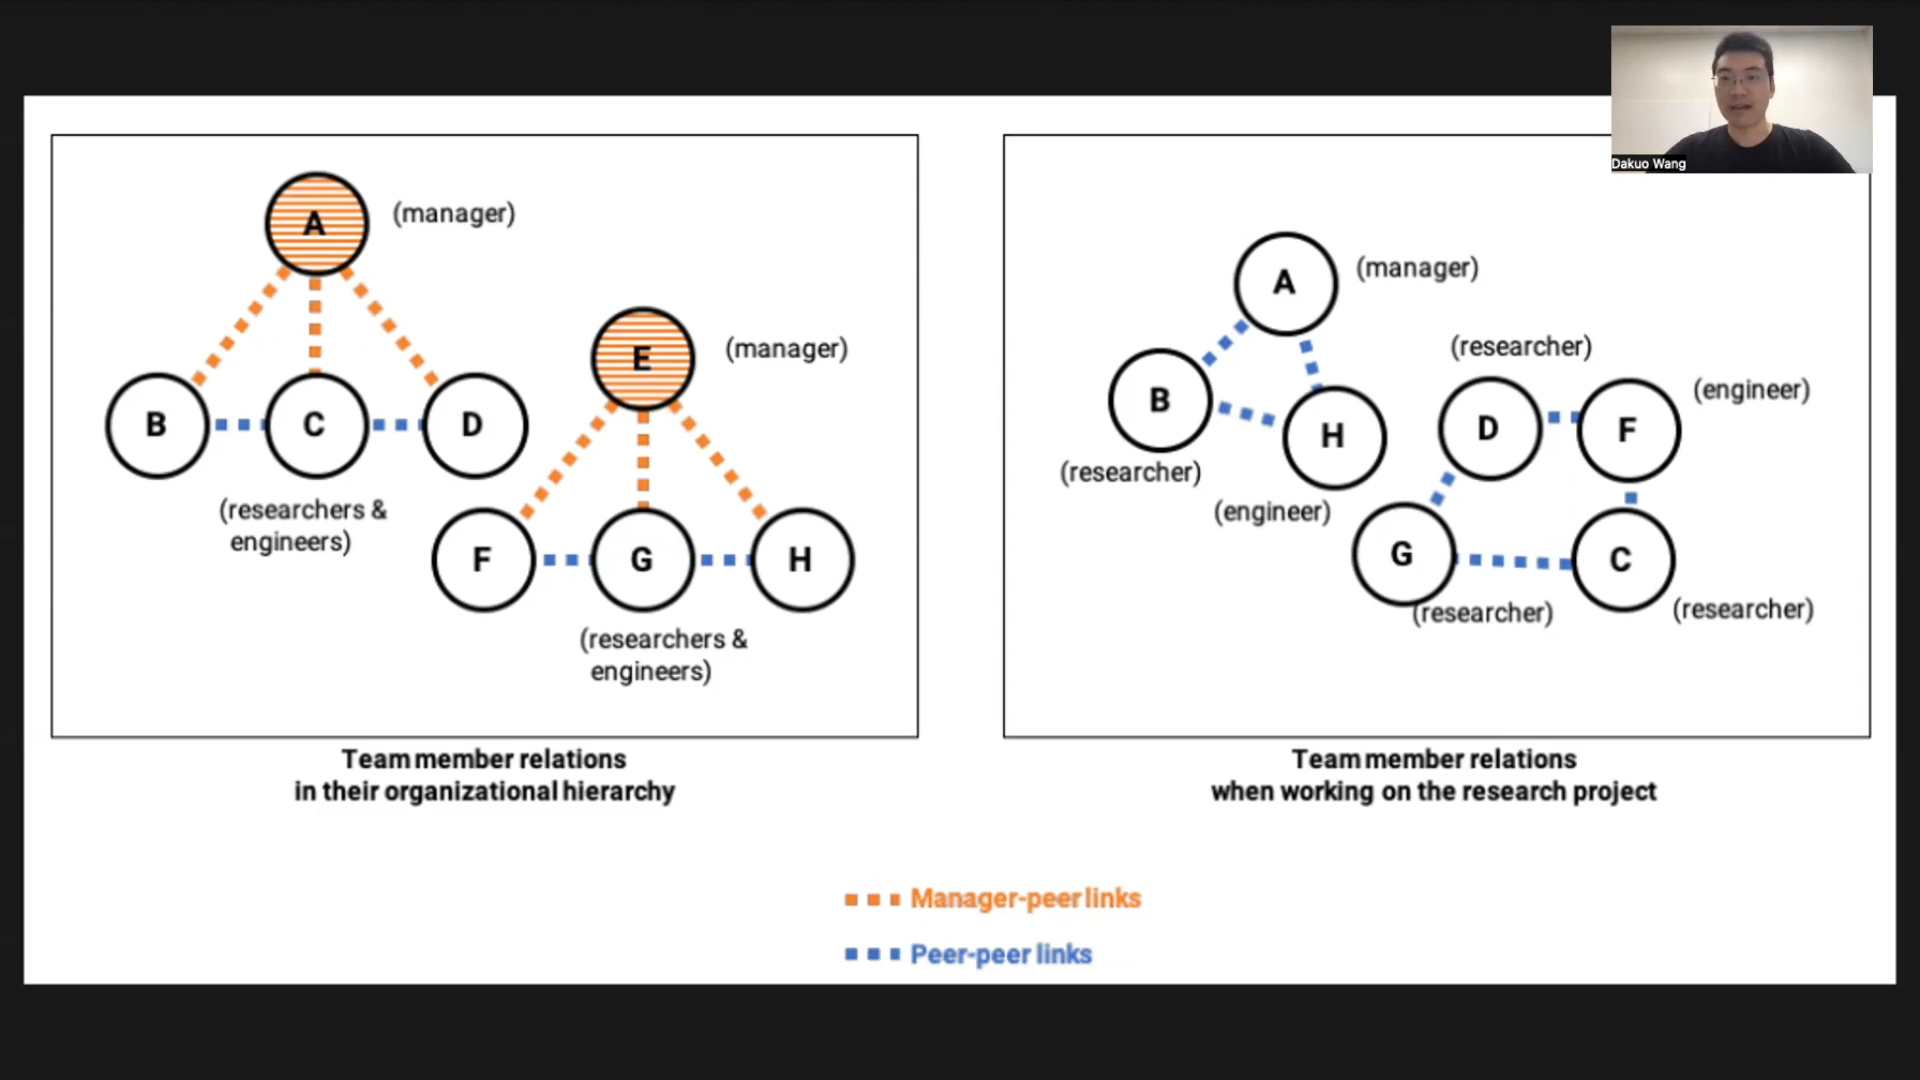 Dakuo Wang
A
(manager)
E
(manager)
B
C
D
(researchers &
engineers)
F
G
H
(researchers &
engineers)
Team member relations
in their organizational hierarchy
A
(manager)
(researcher)
(engineer)
B
H
D
F
(researcher)
(engineer)
G
C
(researcher)
(researcher)
Team member relations
when working on the research project
Manager-peer links
Peer-peer links